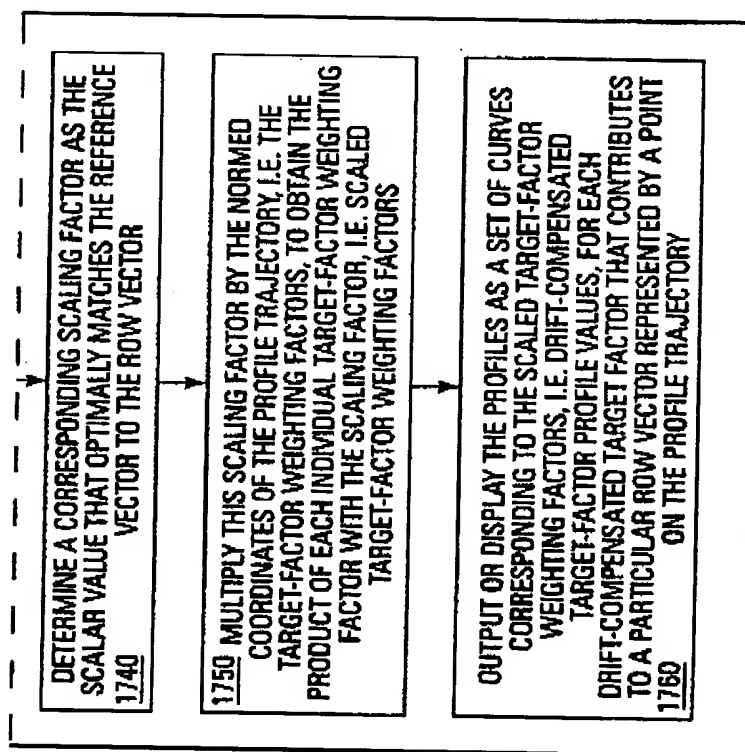 DETERMINE A CORRESPONDING SCALING FACTOR AS THE
SCALAR VALUE THAT OPTIMALLY MATCHES THE REFERENCE
VECTOR TO THE ROW VECTOR
1740
1750 MULTIPLY THIS SCALING FACTOR BY THE NORMED
COORDINATES OF THE PROFILE TRAJECTORY, I.E. THE
TARGET-FACTOR WEIGHTING FACTORS, TO OBTAIN THE
PRODUCT OF EACH INDIVIDUAL TARGET-FACTOR WEIGHTING
FACTOR WITH THE SCALING FACTOR, I.E. SCALED
TARGET-FACTOR WEIGHTING FACTORS
OUTPUT OR DISPLAY THE PROFILES AS A SET OF CURVES
CORRESPONDING TO THE SCALED TARGET-FACTOR
WEIGHTING FACTORS, I.E. DRIFT-COMPENSATED
TARGET-FACTOR PROFILE VALUES, FOR EACH
DRIFT-COMPENSATED TARGET FACTOR THAT CONTRIBUTES
TO A PARTICULAR ROW VECTOR REPRESENTED BY A POINT
1760 ON THE PROFILE TRAJECTORY